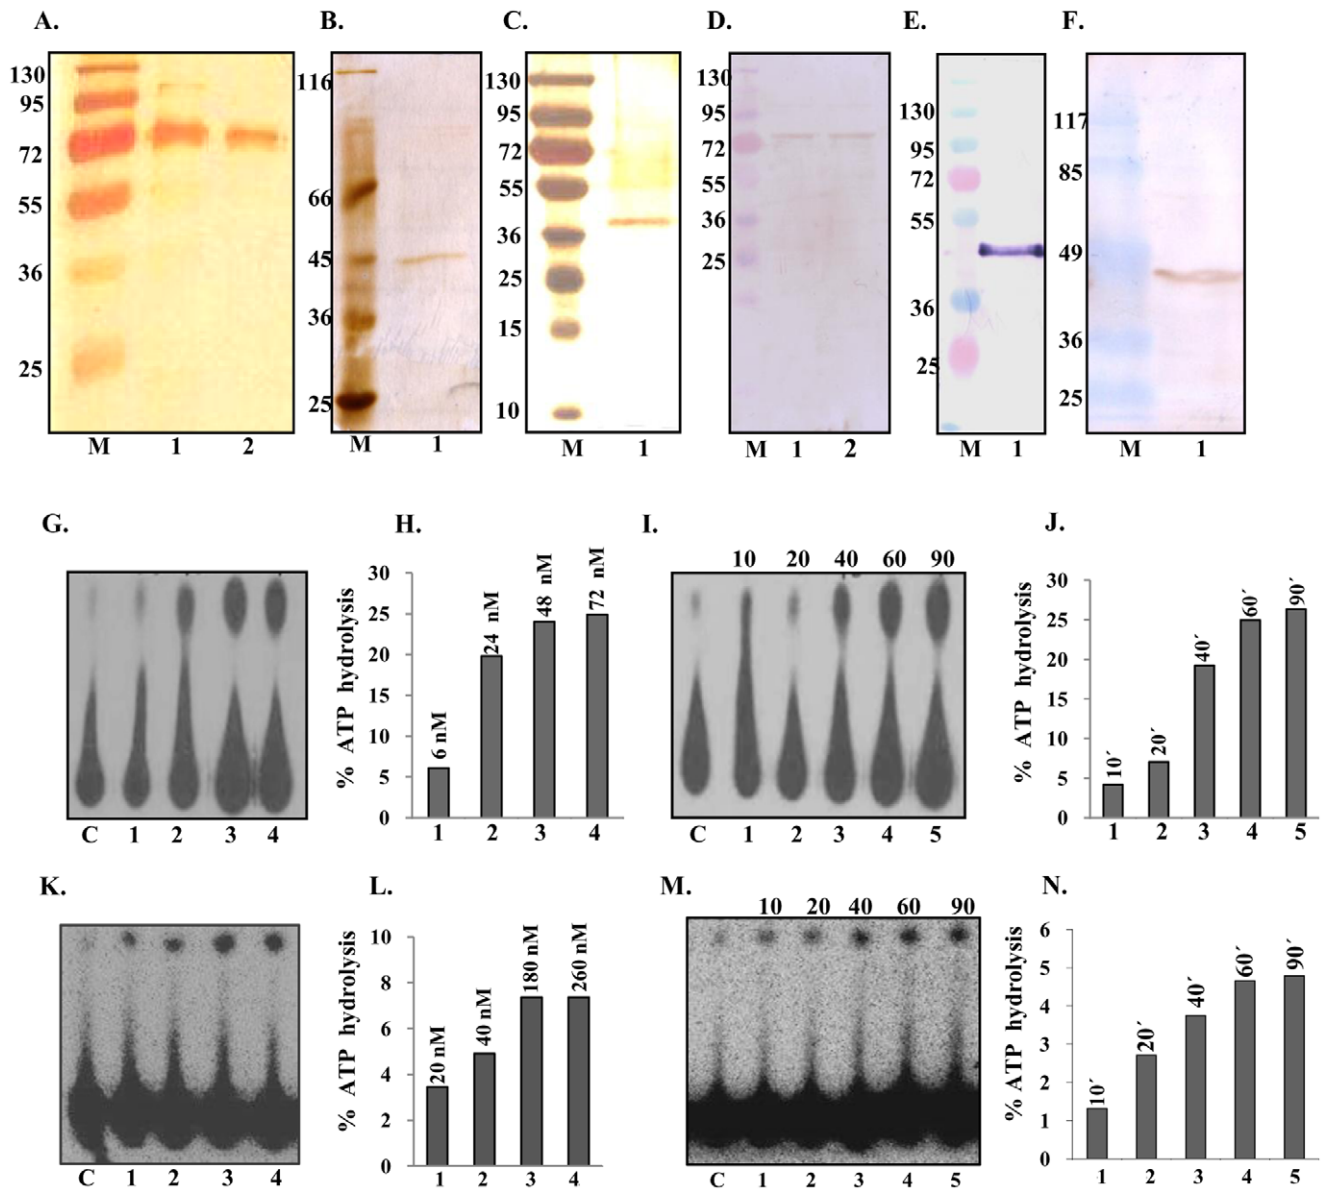 A.
130
95
72
55
36
25
M 1 2
B.
116
66
45
36
25
M 1
C.
130
95
72
55
36
25
15
10
M 1
D.
130
95
72
55
36
25
M 1 2
E.
130
95
72
55
36
25
M 1
F.
117
85
49
36
25
M 1
G.
C 1 2 3 4
H.
% ATP hydrolysis
30
25
20
15
10
5
0
6 nM
24 nM
48 nM
72 nM
1 2 3 4
I.
10 20 40 60 90
C 1 2 3 4 5
J.
% ATP hydrolysis
30
25
20
15
10
5
0
10´
20´
40´
60´
90´
1 2 3 4 5
K.
C 1 2 3 4
L.
% ATP hydrolysis
10
8
6
4
2
0
20 nM
40 nM
180 nM
260 nM
1 2 3 4
M.
10 20 40 60 90
C 1 2 3 4 5
N.
% ATP hydrolysis
6
5
4
3
2
1
0
10´
20´
40´
60´
90´
1 2 3 4 5